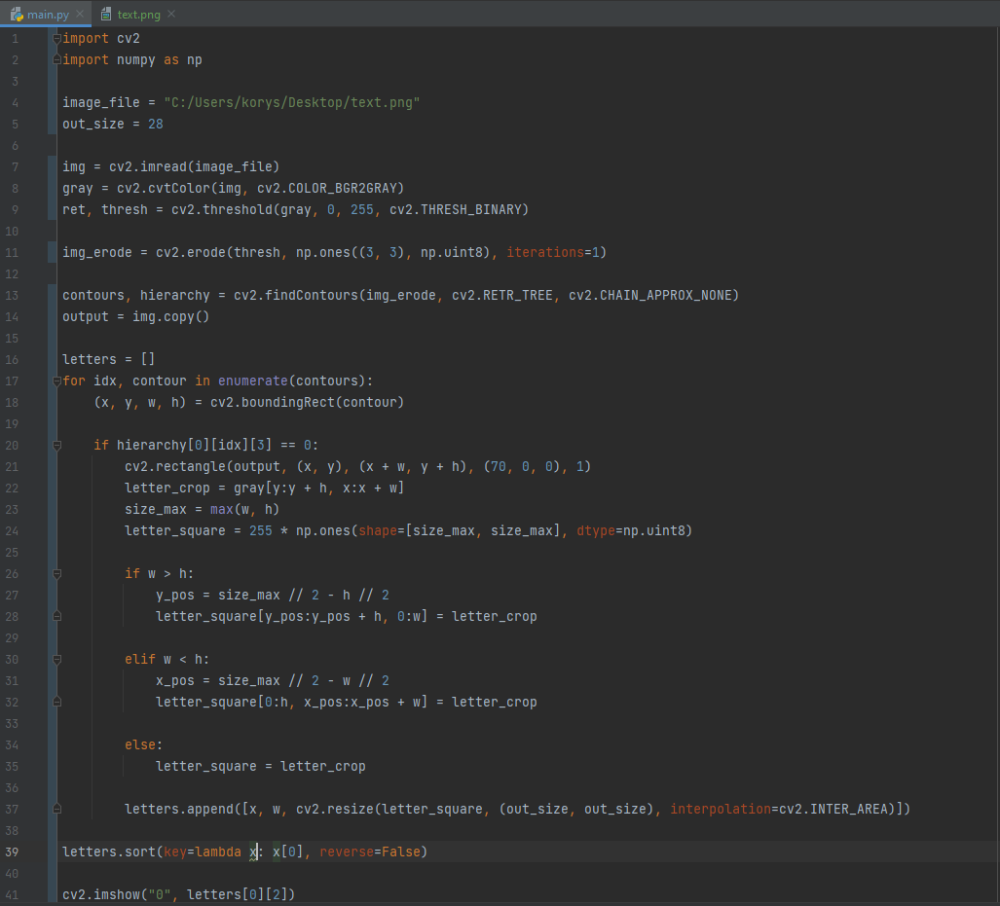 main.py × text.png ×
1 import cv2
2 import numpy as np
3
4 image_file = "C:/Users/korys/Desktop/text.png"
5 out_size = 28
6
7 img = cv2.imread(image_file)
8 gray = cv2.cvtColor(img, cv2.COLOR_BGR2GRAY)
9 ret, thresh = cv2.threshold(gray, 0, 255, cv2.THRESH_BINARY)
10
11 img_erode = cv2.erode(thresh, np.ones((3, 3), np.uint8), iterations=1)
12
13 contours, hierarchy = cv2.findContours(img_erode, cv2.RETR_TREE, cv2.CHAIN_APPROX_NONE)
14 output = img.copy()
15
16 letters = []
17 for idx, contour in enumerate(contours):
18     (x, y, w, h) = cv2.boundingRect(contour)
19
20     if hierarchy[0][idx][3] == 0:
21         cv2.rectangle(output, (x, y), (x + w, y + h), (70, 0, 0), 1)
22         letter_crop = gray[y:y + h, x:x + w]
23         size_max = max(w, h)
24         letter_square = 255 * np.ones(shape=[size_max, size_max], dtype=np.uint8)
25
26         if w > h:
27             y_pos = size_max // 2 - h // 2
28             letter_square[y_pos:y_pos + h, 0:w] = letter_crop
29
30         elif w < h:
31             x_pos = size_max // 2 - w // 2
32             letter_square[0:h, x_pos:x_pos + w] = letter_crop
33
34         else:
35             letter_square = letter_crop
36
37         letters.append([x, w, cv2.resize(letter_square, (out_size, out_size), interpolation=cv2.INTER_AREA)])
38
39 letters.sort(key=lambda x: x[0], reverse=False)
40
41 cv2.imshow("0", letters[0][2])